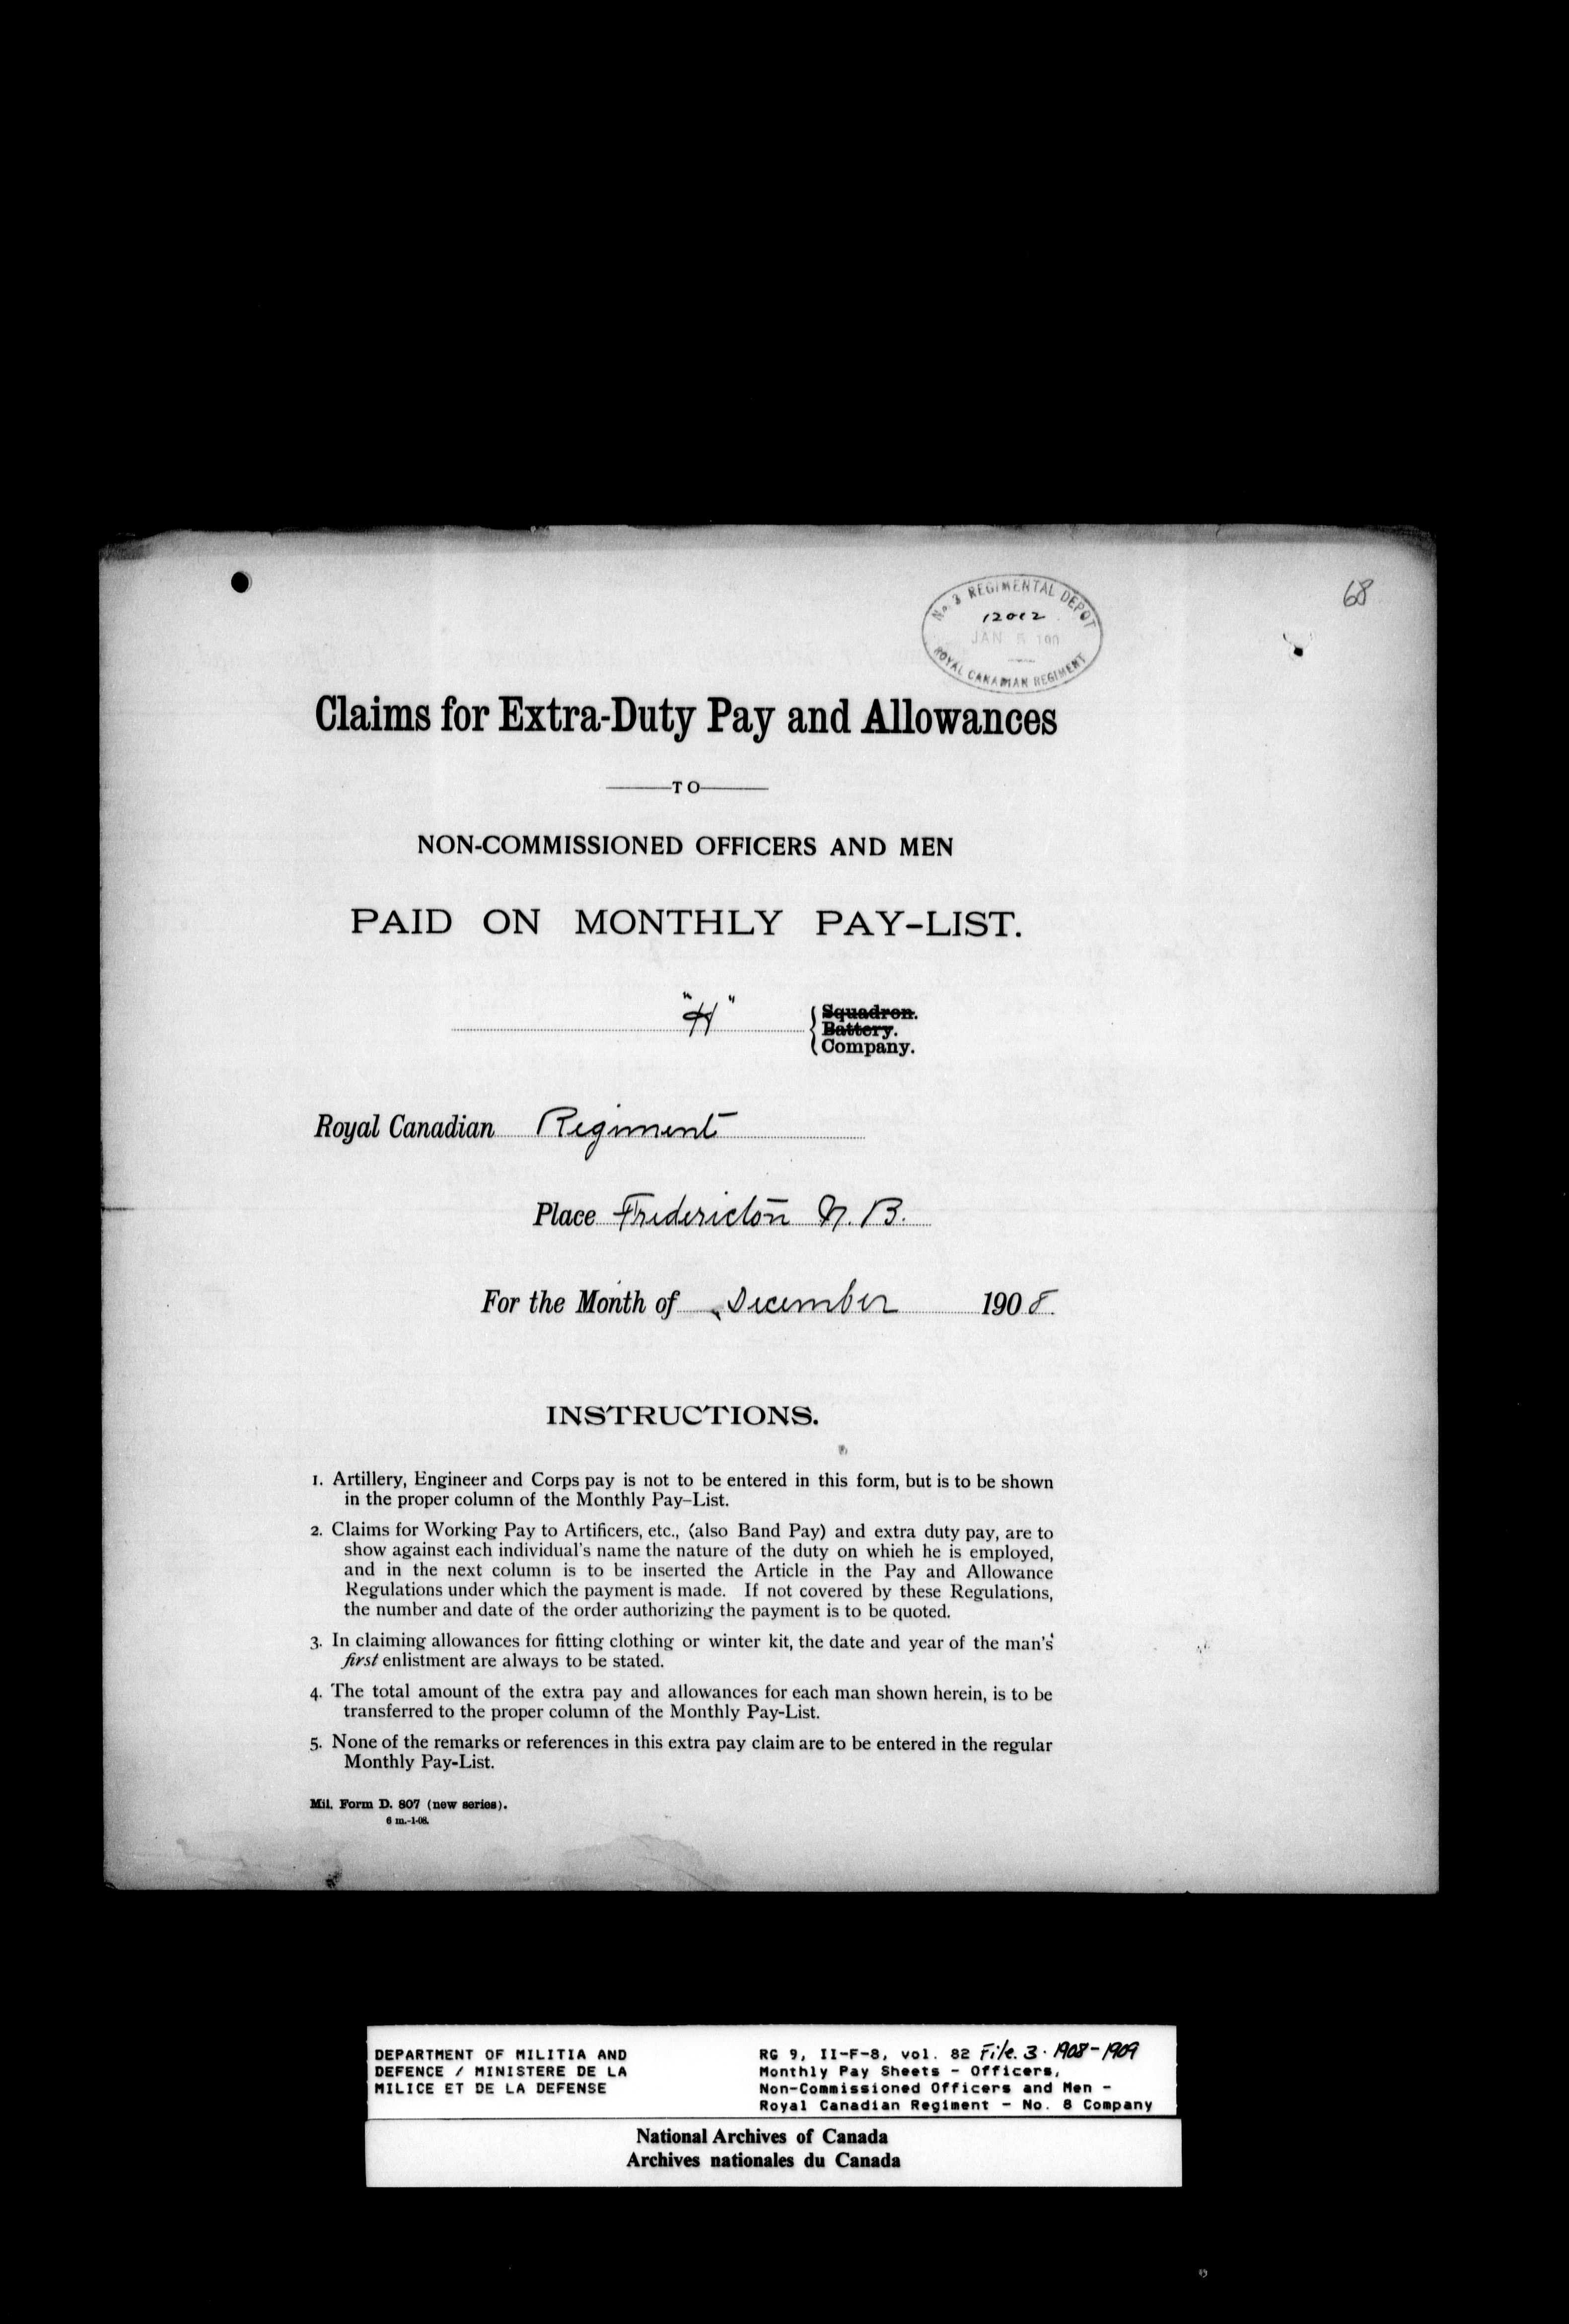 68
No. 3 REGIMENTAL DEPOT
12012
JAN 5 190
ROYAL CANADIAN REGIMENT
Claims for Extra-Duty Pay and Allowances
TO
NON-COMMISSIONED OFFICERS AND MEN
PAID ON MONTHLY PAY-LIST.
"H" { Squadron.
Battery.
Company.
Royal Canadian Regiment
Place Fredericton N.B.
For the Month of December 1908.
INSTRUCTIONS.
1. Artillery, Engineer and Corps pay is not to be entered in this form, but is to be shown
in the proper column of the Monthly Pay-List.
2. Claims for Working Pay to Artificers, etc., (also Band Pay) and extra duty pay, are to
show against each individual's name the nature of the duty on whieh he is employed,
and in the next column is to be inserted the Article in the Pay and Allowance
Regulations under which the payment is made. If not covered by these Regulations,
the number and date of the order authorizing the payment is to be quoted.
3. In claiming allowances for fitting clothing or winter kit, the date and year of the man's
first enlistment are always to be stated.
4. The total amount of the extra pay and allowances for each man shown herein, is to be
transferred to the proper column of the Monthly Pay-List.
5. None of the remarks or references in this extra pay claim are to be entered in the regular
Monthly Pay-List.
Mil. Form D. 807 (new series).
6 m.-1-08.
DEPARTMENT OF MILITIA AND
DEFENCE / MINISTERE DE LA
MILICE ET DE LA DEFENSE
RG 9, II-F-8, vol. 82 File. 3. 1908-1909
Monthly Pay Sheets - Officers,
Non-Commissioned Officers and Men -
Royal Canadian Regiment - No. 8 Company
National Archives of Canada
Archives nationales du Canada